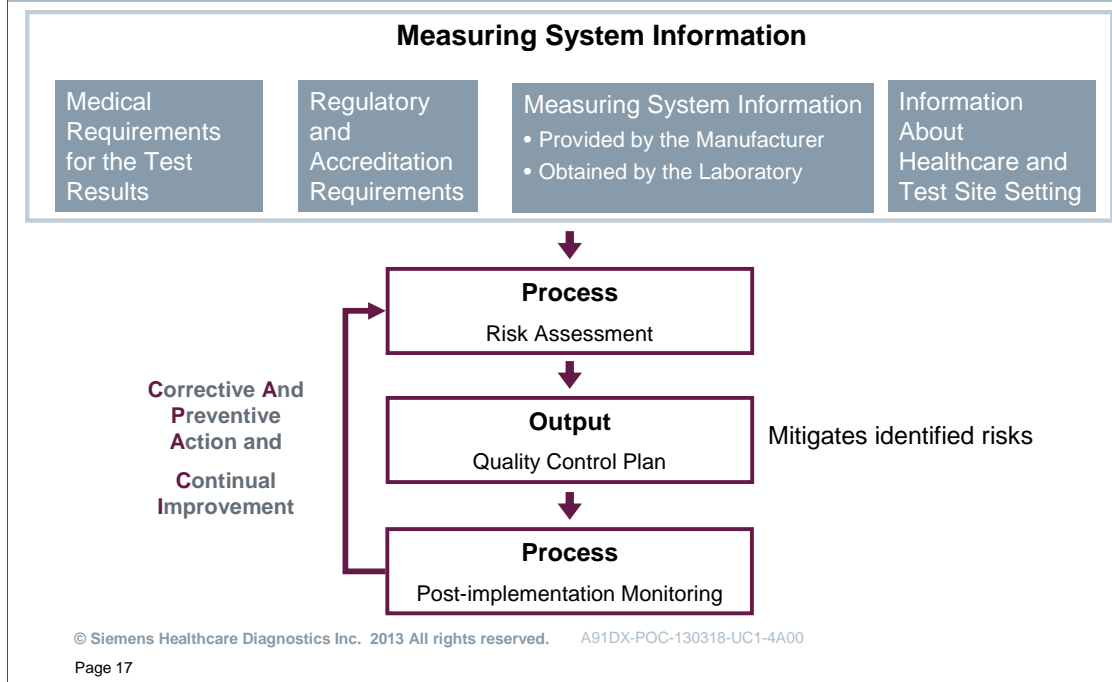 Measuring System Information
Medical
Requirements
for the Test
Results
Regulatory
and
Accreditation
Requirements
Measuring System Information
• Provided by the Manufacturer
• Obtained by the Laboratory
Information
About
Healthcare and
Test Site Setting
Process
Risk Assessment
Corrective And
Preventive
Action and
Continual
Improvement
Output
Quality Control Plan
Mitigates identified risks
Process
Post-implementation Monitoring
© Siemens Healthcare Diagnostics Inc. 2013 All rights reserved. A91DX-POC-130318-UC1-4A00
Page 17